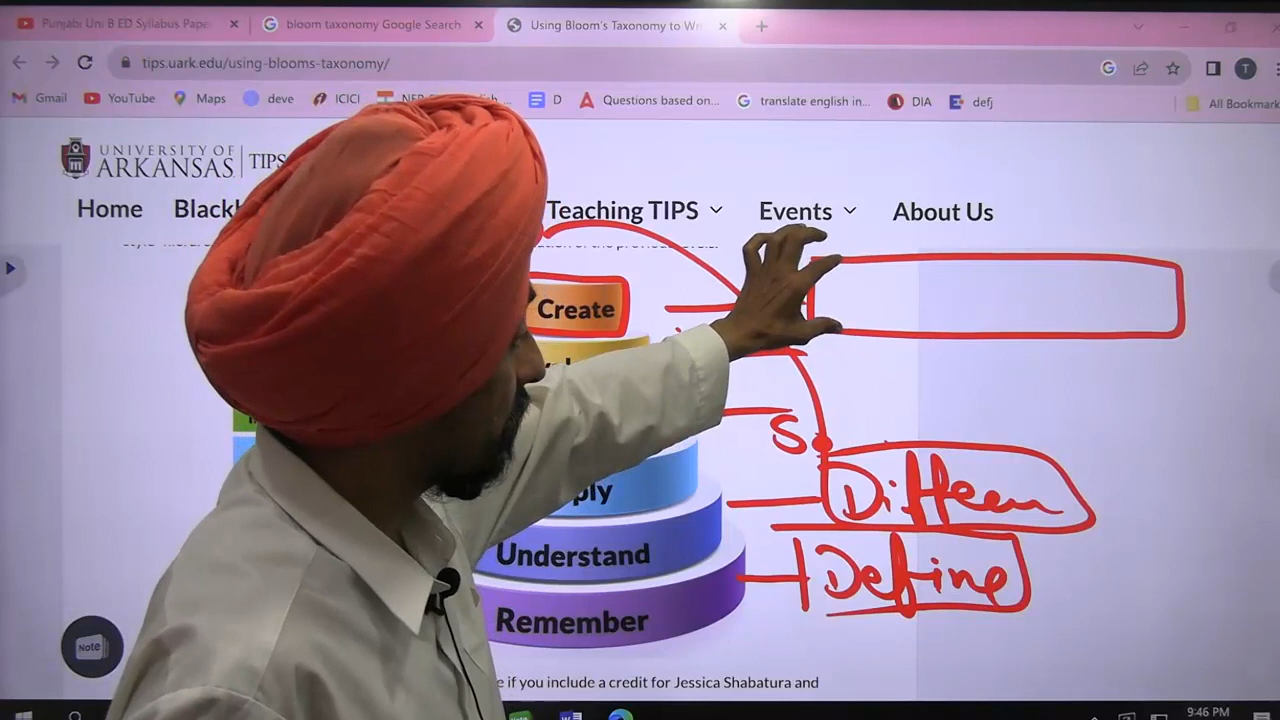 Punjabi Uni B ED Syllabus Pape
bloom taxonomy Google Search
Using Bloom's Taxonomy to Wr
tips.uark.edu/using-blooms-taxonomy/
T
Gmail
YouTube
Maps
deve
ICICI
D
Questions based on...
translate english in...
DIA
defj
All Bookmark
UNIVERSITY OF
ARKANSAS
TIPS
Home
Teaching TIPS
Events
About Us
Create
S
Define
Understand
Remember
Note
e if you include a credit for Jessica Shabatura and
9:46 PM